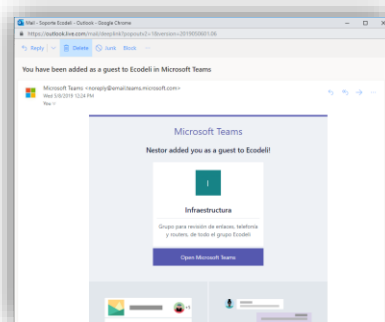 Mail - Soporte Ecodeli - Outlook - Google Chrome
https://outlook.live.com/mail/deeplink?popoutv2=1&version=2019050601.06
Reply Delete Junk Block ...
You have been added as a guest to Ecodeli in Microsoft Teams
Microsoft Teams <noreply@email.teams.microsoft.com>
Wed 5/8/2019 12:24 PM
You
Microsoft Teams
Nestor added you as a guest to Ecodeli!
I
Infraestructura
Grupo para revisión de enlaces, telefonía
y routers, de todo el grupo Ecodeli
Open Microsoft Teams